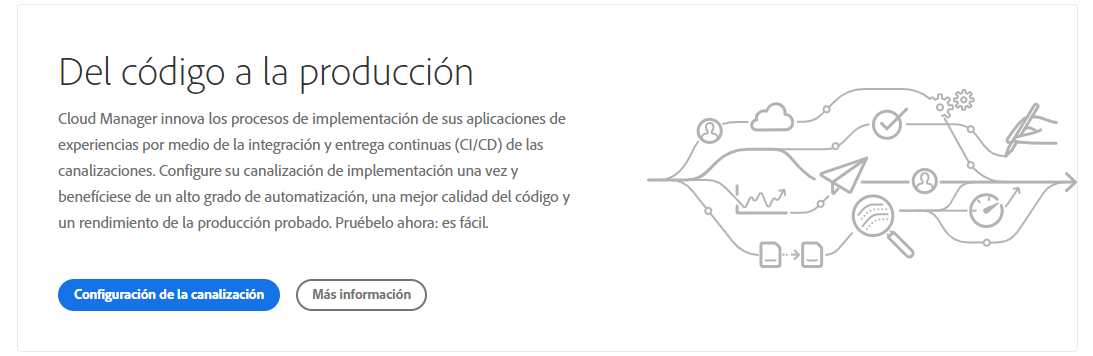 Del código a la producción
Cloud Manager innova los procesos de implementación de sus aplicaciones de
experiencias por medio de la integración y entrega continuas (CI/CD) de las
canalizaciones. Configure su canalización de implementación una vez y
benefíciese de un alto grado de automatización, una mejor calidad del código y
un rendimiento de la producción probado. Pruébelo ahora: es fácil.
Configuración de la canalización
Más información